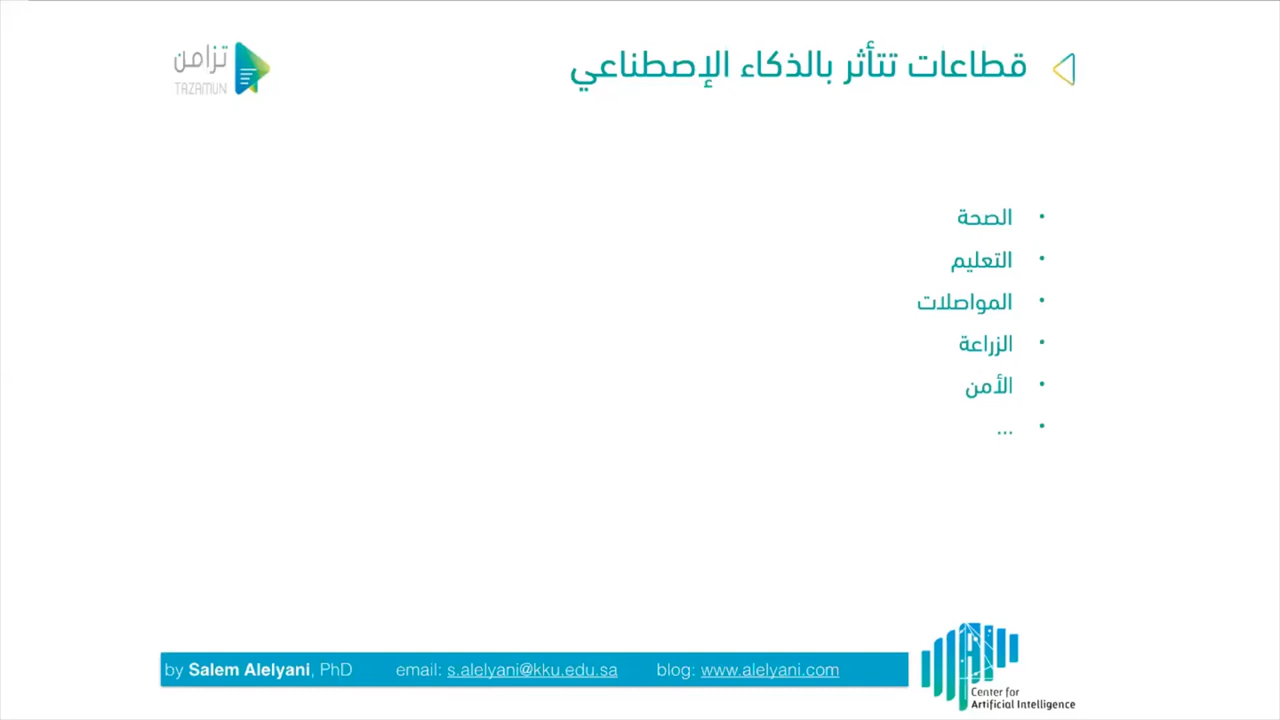 قطاعات تتأثر بالذكاء الإصطناعي
تزامن
TAZAMUN
• الصحة
• التعليم
• المواصلات
• الزراعة
• الأمن
• ...
by Salem Alelyani, PhD email: s.alelyani@kku.edu.sa blog: www.alelyani.com
AI
Center for
Artificial Intelligence